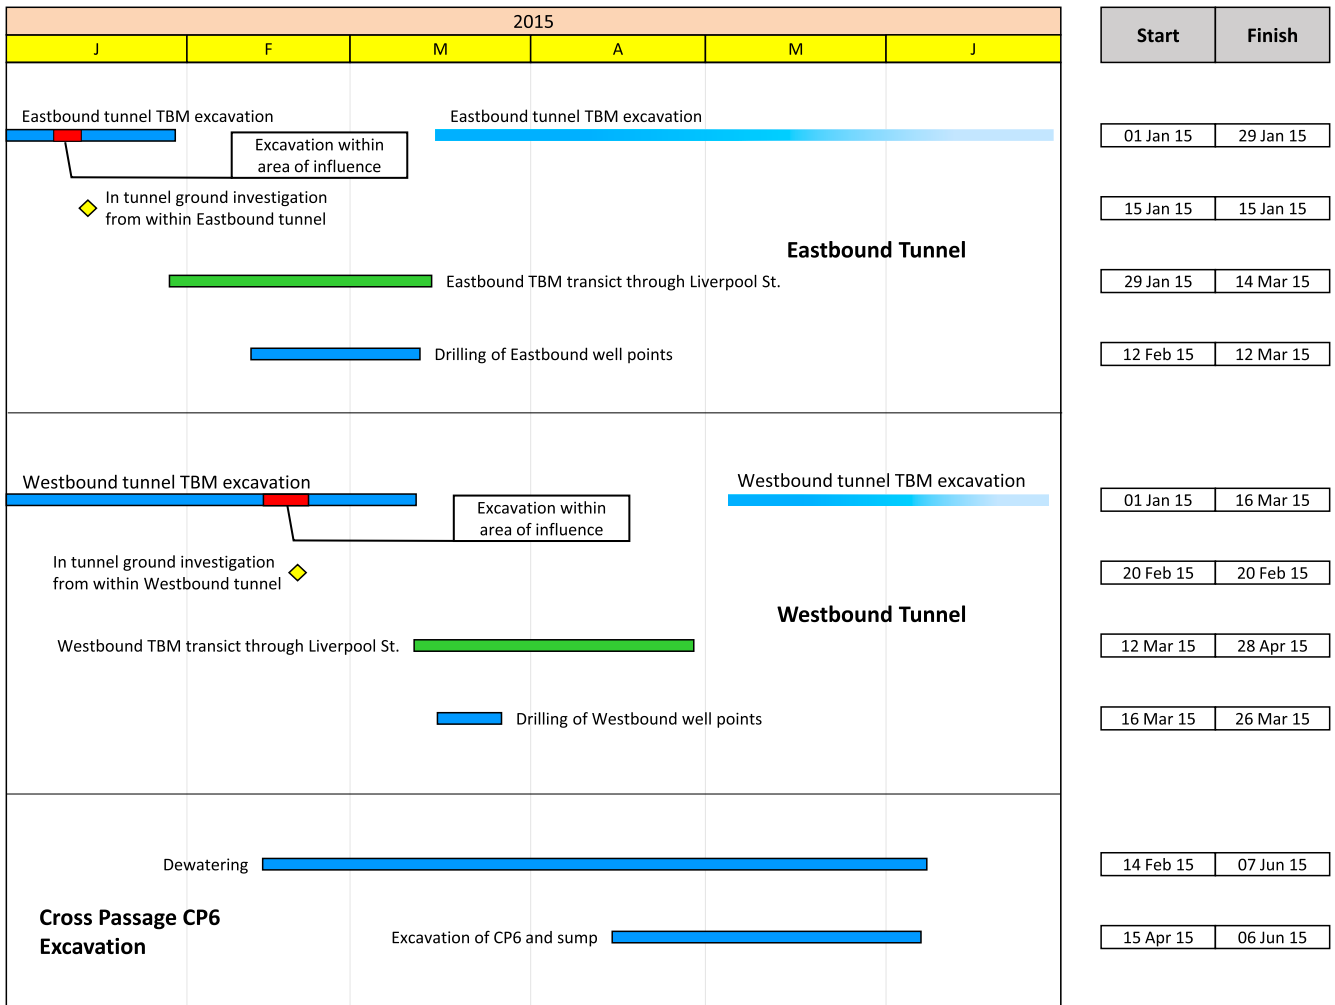 2015
Start Finish
J F M A M J
Eastbound tunnel TBM excavation
Eastbound tunnel TBM excavation
Excavation within
area of influence
01 Jan 15 29 Jan 15
In tunnel ground investigation
from within Eastbound tunnel
15 Jan 15 15 Jan 15
Eastbound Tunnel
Eastbound TBM transict through Liverpool St.
29 Jan 15 14 Mar 15
Drilling of Eastbound well points
12 Feb 15 12 Mar 15
Westbound tunnel TBM excavation
Westbound tunnel TBM excavation
Excavation within
area of influence
01 Jan 15 16 Mar 15
In tunnel ground investigation
from within Westbound tunnel
20 Feb 15 20 Feb 15
Westbound Tunnel
Westbound TBM transict through Liverpool St.
12 Mar 15 28 Apr 15
Drilling of Westbound well points
16 Mar 15 26 Mar 15
Dewatering
14 Feb 15 07 Jun 15
Cross Passage CP6
Excavation
Excavation of CP6 and sump
15 Apr 15 06 Jun 15